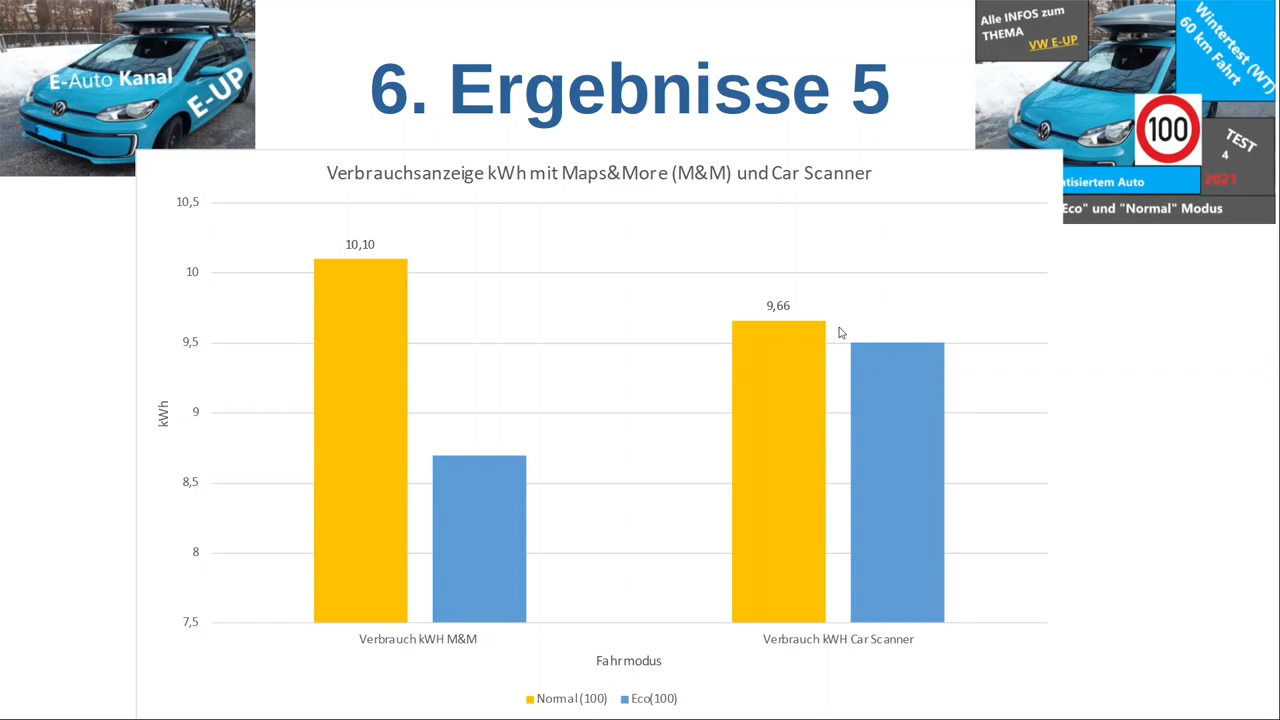 E-Auto Kanal
E-UP
6. Ergebnisse 5
Alle INFOS zum
THEMA
VW E-UP
Wintertest (WT)
60 km Fahrt
100
TEST
4
2021
atisiertem Auto
Eco" und "Normal" Modus
Verbrauchsanzeige kWh mit Maps&More (M&M) und Car Scanner
10,5
10
9,5
9
8,5
8
7,5
kWh
10,10
9,66
Verbrauch kWH M&M
Verbrauch kWH Car Scanner
Fahrmodus
Normal (100)
Eco(100)